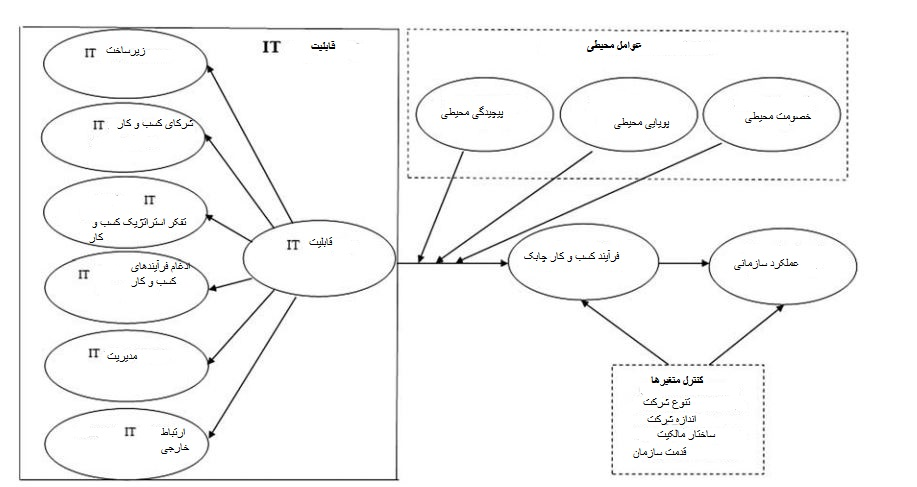 قابلیت IT
زیرساخت IT
شرکای کسب و کار IT
IT
تفکر استراتژیک کسب و
کار
ادغام فرآیندهای IT
کسب و کار
مدیریت IT
ارتباط IT
خارجی
قابلیت IT
عوامل محیطی
پیچیدگی محیطی
پویایی محیطی
خصومت محیطی
فرآیند کسب و کار چابک
عملکرد سازمانی
کنترل متغیرها
تنوع شرکت
اندازه شرکت
ساختار مالکیت
قدمت سازمان